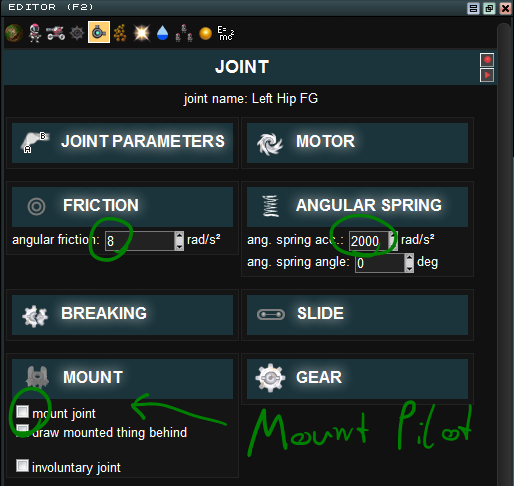 EDITOR (F2)
E=
mc²
JOINT
joint name: Left Hip FG
A B
JOINT PARAMETERS
MOTOR
FRICTION
ANGULAR SPRING
angular friction: 8 rad/s²
ang. spring acc.: 2000 rad/s²
ang. spring angle: 0 deg
BREAKING
SLIDE
MOUNT
GEAR
mount joint
draw mounted thing behind
Mount Pilot
involuntary joint